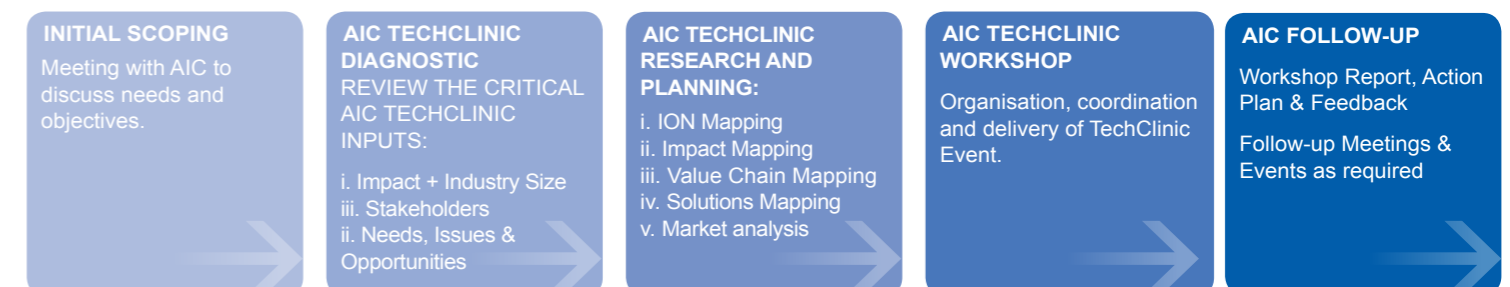 INITIAL SCOPING
Meeting with AIC to
discuss needs and
objectives.
AIC TECHCLINIC
DIAGNOSTIC
REVIEW THE CRITICAL
AIC TECHCLINIC
INPUTS:
i. Impact + Industry Size
iii. Stakeholders
ii. Needs, Issues &
Opportunities
AIC TECHCLINIC
RESEARCH AND
PLANNING:
i. ION Mapping
ii. Impact Mapping
iii. Value Chain Mapping
iv. Solutions Mapping
v. Market analysis
AIC TECHCLINIC
WORKSHOP
Organisation, coordination
and delivery of TechClinic
Event.
AIC FOLLOW-UP
Workshop Report, Action
Plan & Feedback
Follow-up Meetings &
Events as required